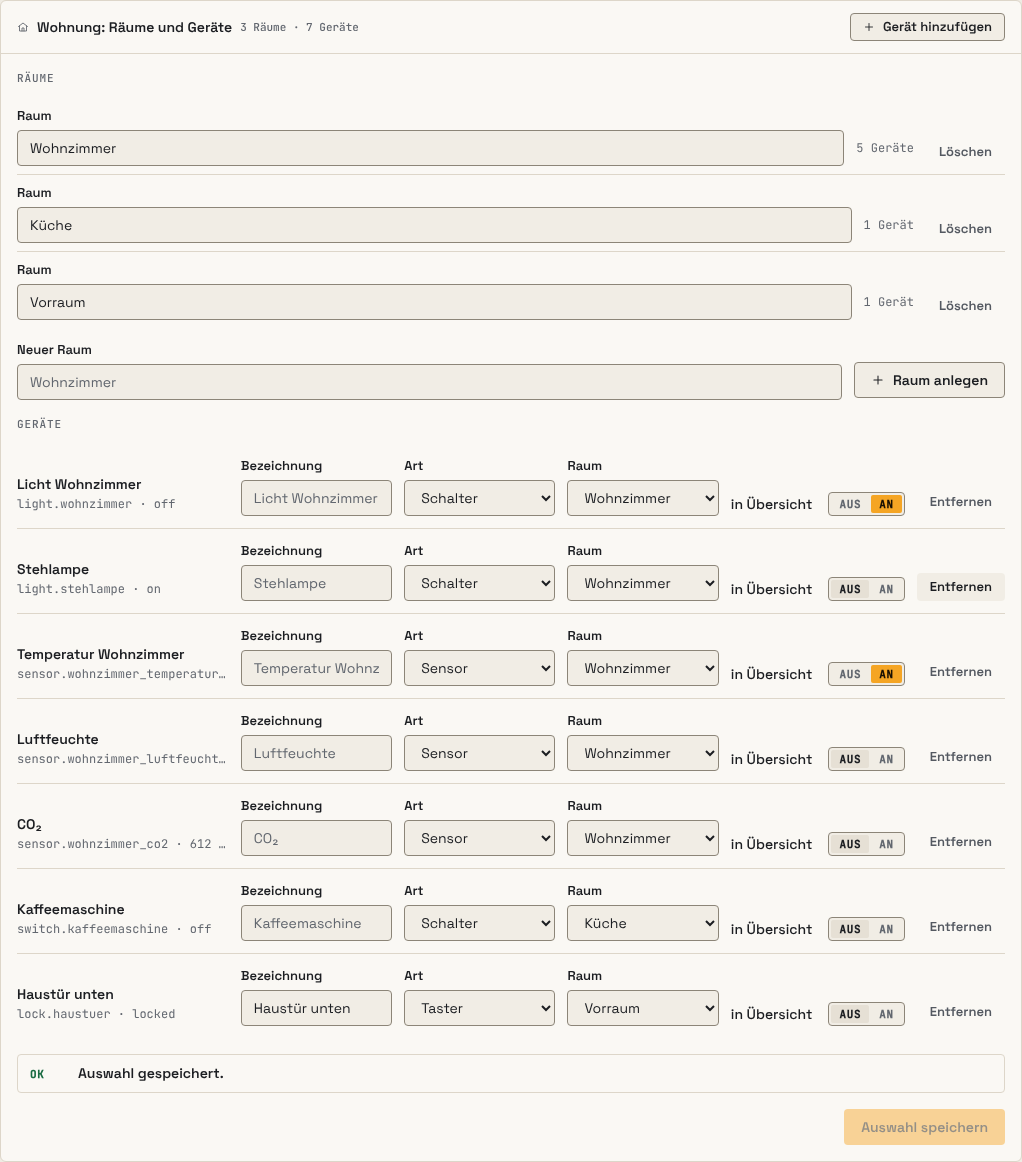 Wohnung: Räume und Geräte 3 Räume · 7 Geräte
+ Gerät hinzufügen
RÄUME
Raum
Wohnzimmer
5 Geräte
Löschen
Raum
Küche
1 Gerät
Löschen
Raum
Vorraum
1 Gerät
Löschen
Neuer Raum
Wohnzimmer
+ Raum anlegen
GERÄTE
Licht Wohnzimmer
light.wohnzimmer · off
Bezeichnung
Licht Wohnzimmer
Art
Schalter
Raum
Wohnzimmer
in Übersicht
AUS AN
Entfernen
Stehlampe
light.stehlampe · on
Bezeichnung
Stehlampe
Art
Schalter
Raum
Wohnzimmer
in Übersicht
AUS AN
Entfernen
Temperatur Wohnzimmer
sensor.wohnzimmer_temperatur…
Bezeichnung
Temperatur Wohnz
Art
Sensor
Raum
Wohnzimmer
in Übersicht
AUS AN
Entfernen
Luftfeuchte
sensor.wohnzimmer_luftfeucht…
Bezeichnung
Luftfeuchte
Art
Sensor
Raum
Wohnzimmer
in Übersicht
AUS AN
Entfernen
CO₂
sensor.wohnzimmer_co2 · 612 …
Bezeichnung
CO₂
Art
Sensor
Raum
Wohnzimmer
in Übersicht
AUS AN
Entfernen
Kaffeemaschine
switch.kaffeemaschine · off
Bezeichnung
Kaffeemaschine
Art
Schalter
Raum
Küche
in Übersicht
AUS AN
Entfernen
Haustür unten
lock.haustuer · locked
Bezeichnung
Haustür unten
Art
Taster
Raum
Vorraum
in Übersicht
AUS AN
Entfernen
OK Auswahl gespeichert.
Auswahl speichern